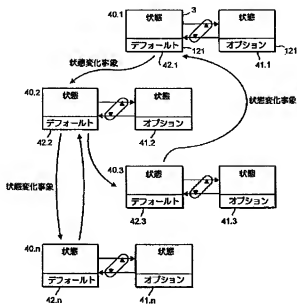 40.1 状態 3 状態
デフォールト 121 オプション 121
42.1 41.1
状態変化事象
状態変化事象
40.2 状態 状態
デフォールト オプション
42.2 41.2
40.3 状態 状態
デフォールト オプション
42.3 41.3
状態変化事象
40.n 状態 状態
デフォールト オプション
42.n 41.n